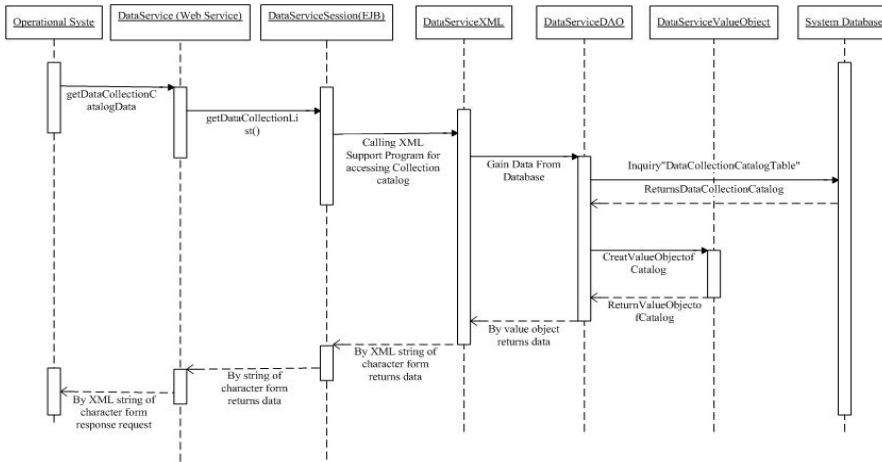 Operational Syste
DataService (Web Service)
DataServiceSession(EJB)
DataServiceXML
DataServiceDAO
DataServiceValueObject
System Database
getDataCollectionC
atalogData
getDataCollectionLi
st()
Calling XML
Support Program for
accessing Collection
catalog
Gain Data From
Database
Inquiry"DataCollectionCatalogTable"
ReturnsDataCollectionCatalog
CreatValueObjectof
Catalog
ReturnValueObjecto
fCatalog
By value object
returns data
By XML string of
character form
returns data
By string of
character form
returns data
By XML string of
character form
response request